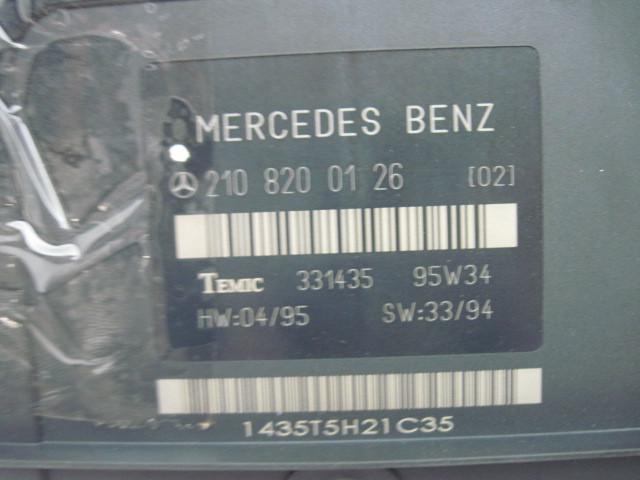 MERCEDES BENZ
210 820 01 26 [02]
TEMIC 331435 95W34
HW:04/95 SW:33/94
1435T5H21C35